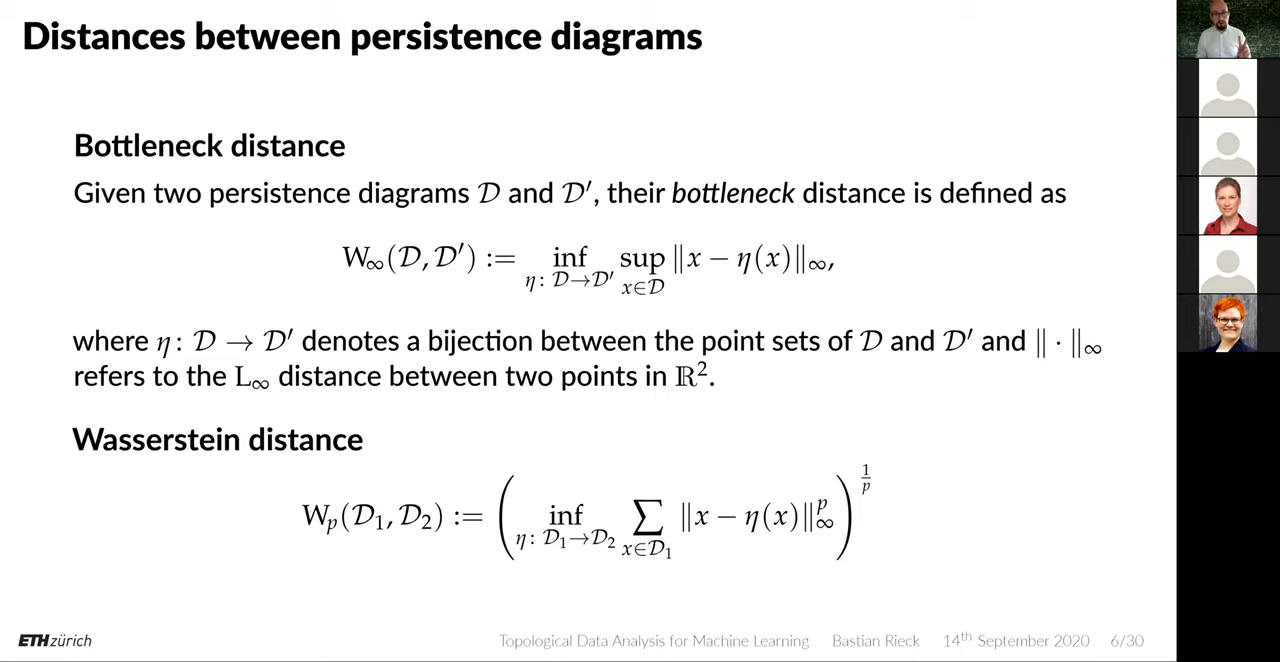 Distances between persistence diagrams
Bottleneck distance
Given two persistence diagrams 𝒟 and 𝒟′, their bottleneck distance is defined as
W∞(𝒟, 𝒟′) := inf η: 𝒟→𝒟′ sup x∈𝒟 ‖x − η(x)‖∞,
where η: 𝒟 → 𝒟′ denotes a bijection between the point sets of 𝒟 and 𝒟′ and ‖ · ‖∞
refers to the L∞ distance between two points in ℝ².
Wasserstein distance
Wₚ(𝒟₁, 𝒟₂) := ( inf η: 𝒟₁→𝒟₂ ∑ x∈𝒟₁ ‖x − η(x)‖∞ᵖ )^(1/p)
ETH zürich Topological Data Analysis for Machine Learning Bastian Rieck 14th September 2020 6/30